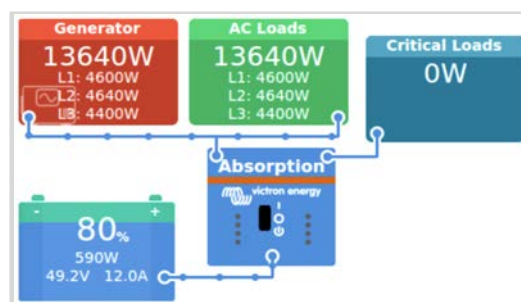 Generator
13640W
L1: 4600W
L2: 4640W
L3: 4400W
AC Loads
13640W
L1: 4600W
L2: 4640W
L3: 4400W
Critical Loads
0W
Absorption
victron energy
I
O
- +
80%
590W
49.2V 12.0A